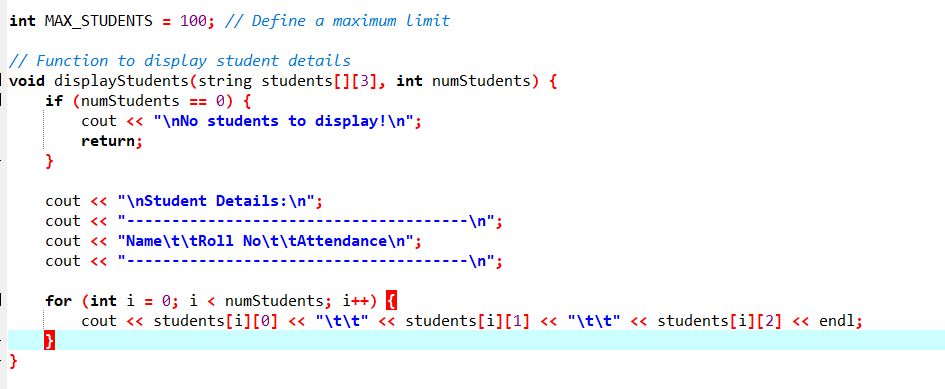 int MAX_STUDENTS = 100; // Define a maximum limit
// Function to display student details
void displayStudents(string students[][3], int numStudents) {
if (numStudents == 0) {
cout << "\nNo students to display!\n";
return;
}
cout << "\nStudent Details:\n";
cout << "--------------------------------------\n";
cout << "Name\t\tRoll No\t\tAttendance\n";
cout << "--------------------------------------\n";
for (int i = 0; i < numStudents; i++) {
cout << students[i][0] << "\t\t" << students[i][1] << "\t\t" << students[i][2] << endl;
}
}